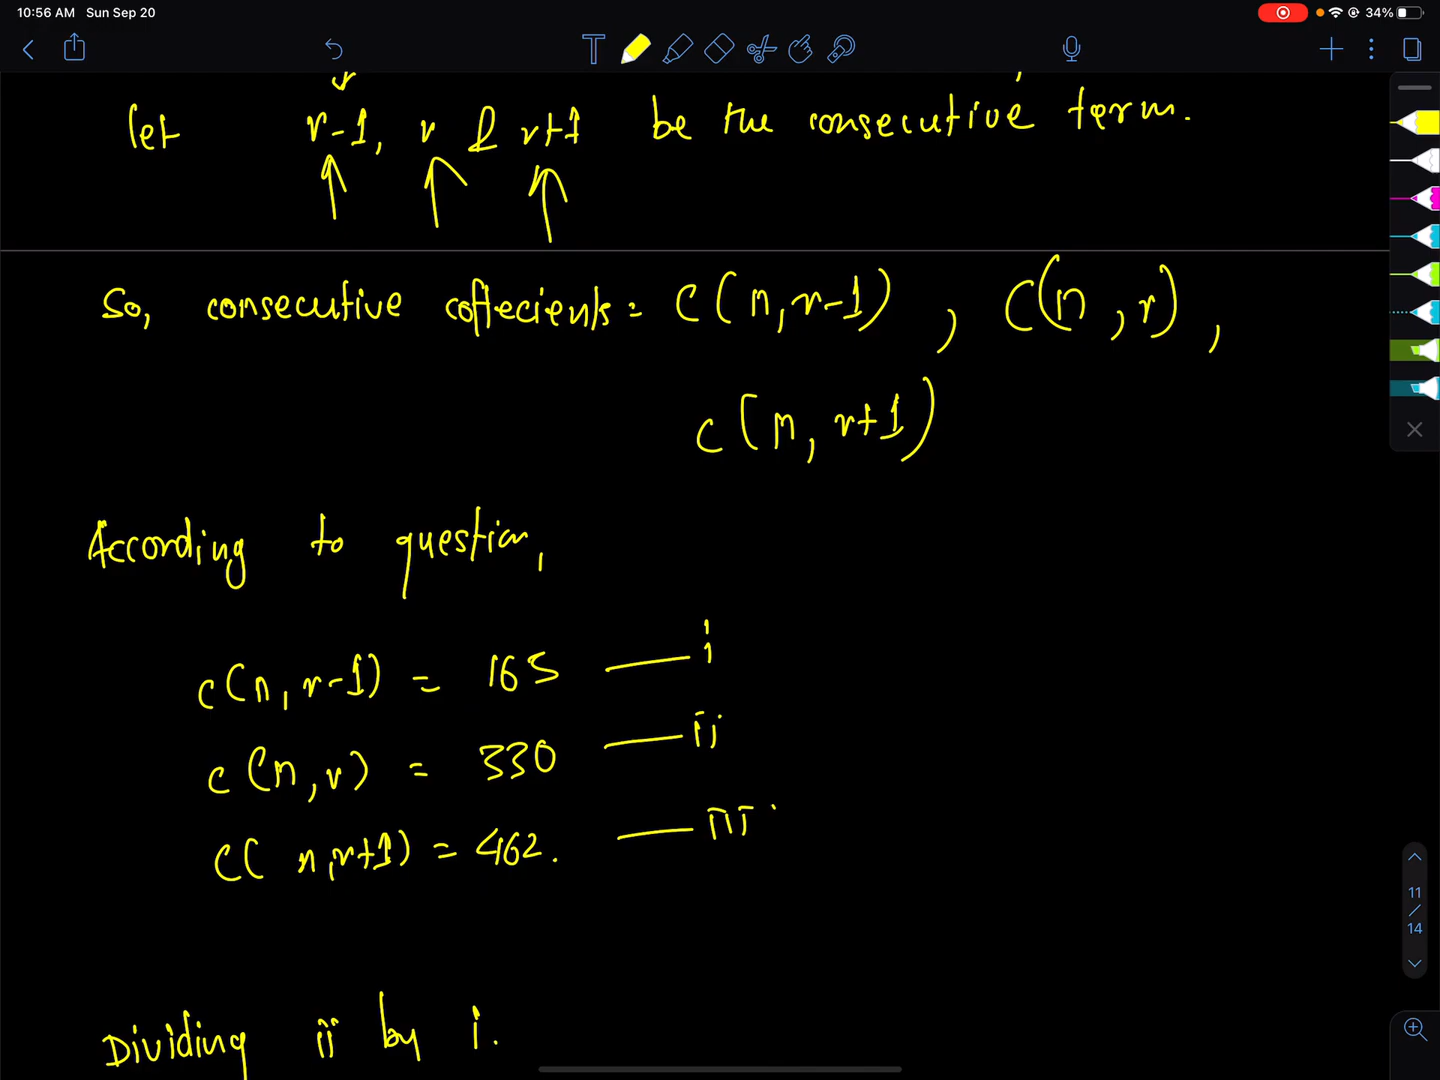 10:56 AM Sun Sep 20
34%
let r-1, r & r+1 be the consecutive term.
So, consecutive coffecients = C(n, r-1), C(n, r),
c(n, r+1)
According to question,
c(n, r-1) = 165 —— i
c(n, r) = 330 —— ii
C(n, r+1) = 462. —— iii
11
/
14
Dividing ii by i.